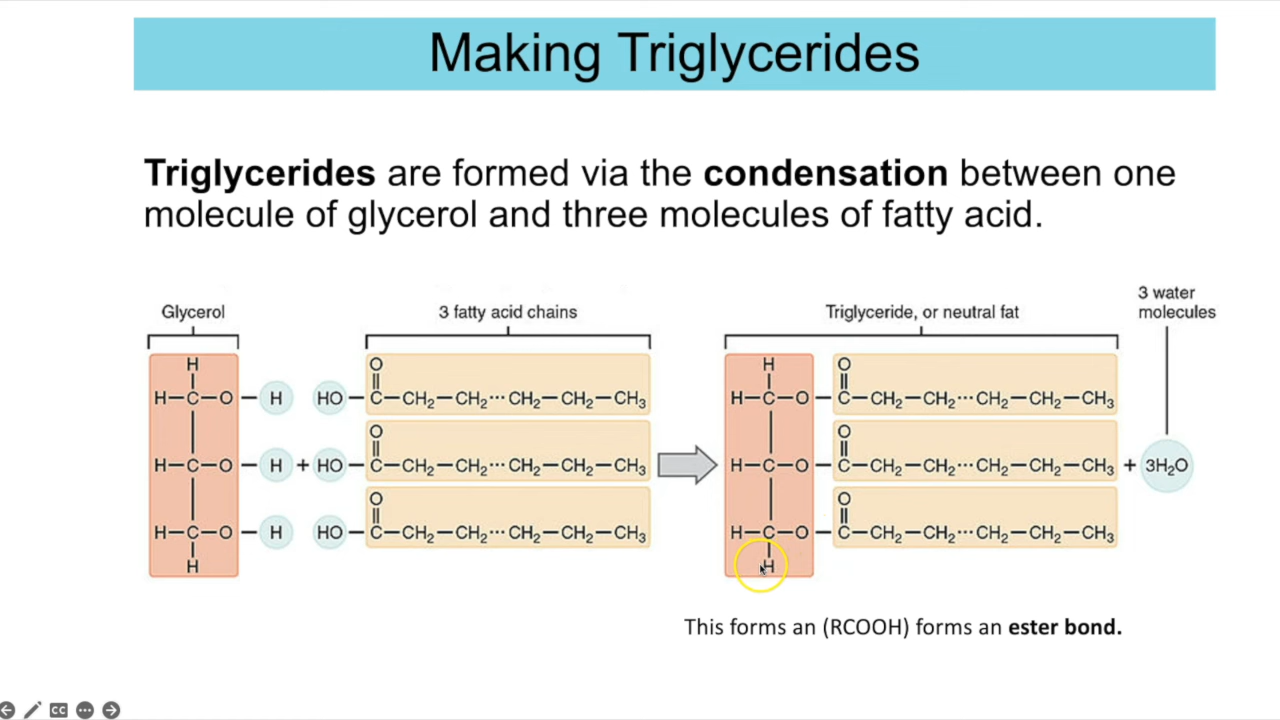 Making Triglycerides
Triglycerides are formed via the condensation between one
molecule of glycerol and three molecules of fatty acid.
Glycerol
3 fatty acid chains
Triglyceride, or neutral fat
3 water
molecules
H O O H O O
H—C—O—H HO—C—CH₂—CH₂···CH₂—CH₂—CH₃ H—C—O—C—CH₂—CH₂···CH₂—CH₂—CH₃
H—C—O—H + HO—C—CH₂—CH₂···CH₂—CH₂—CH₃ H—C—O—C—CH₂—CH₂···CH₂—CH₂—CH₃ + 3H₂O
O O
H—C—O—H HO—C—CH₂—CH₂···CH₂—CH₂—CH₃ H—C—O—C—CH₂—CH₂···CH₂—CH₂—CH₃
H H
This forms an (RCOOH) forms an ester bond.
CC